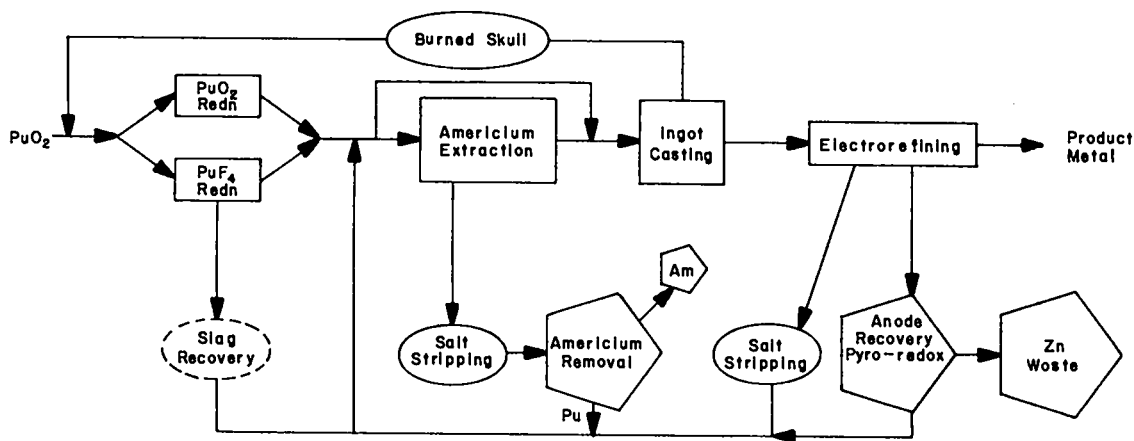 Burned Skull
PuO2
PuO2
Redn
PuF4
Redn
Americium
Extraction
Ingot
Casting
Electrorefining
Product
Metal
Slag
Recovery
Salt
Stripping
Americium
Removal
Am
Pu
Salt
Stripping
Anode
Recovery
Pyro-redox
Zn
Woste